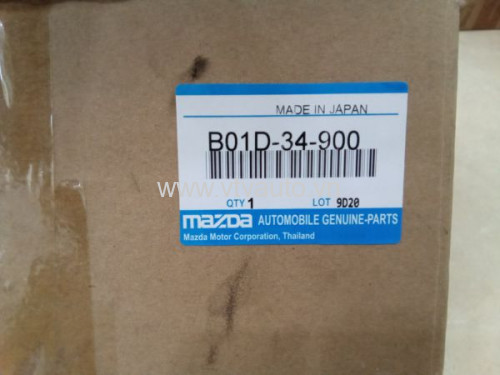 MADE IN JAPAN
B01D-34-900
QTY 1 LOT 9D20
mazda AUTOMOBILE GENUINE-PARTS
Mazda Motor Corporation, Thailand